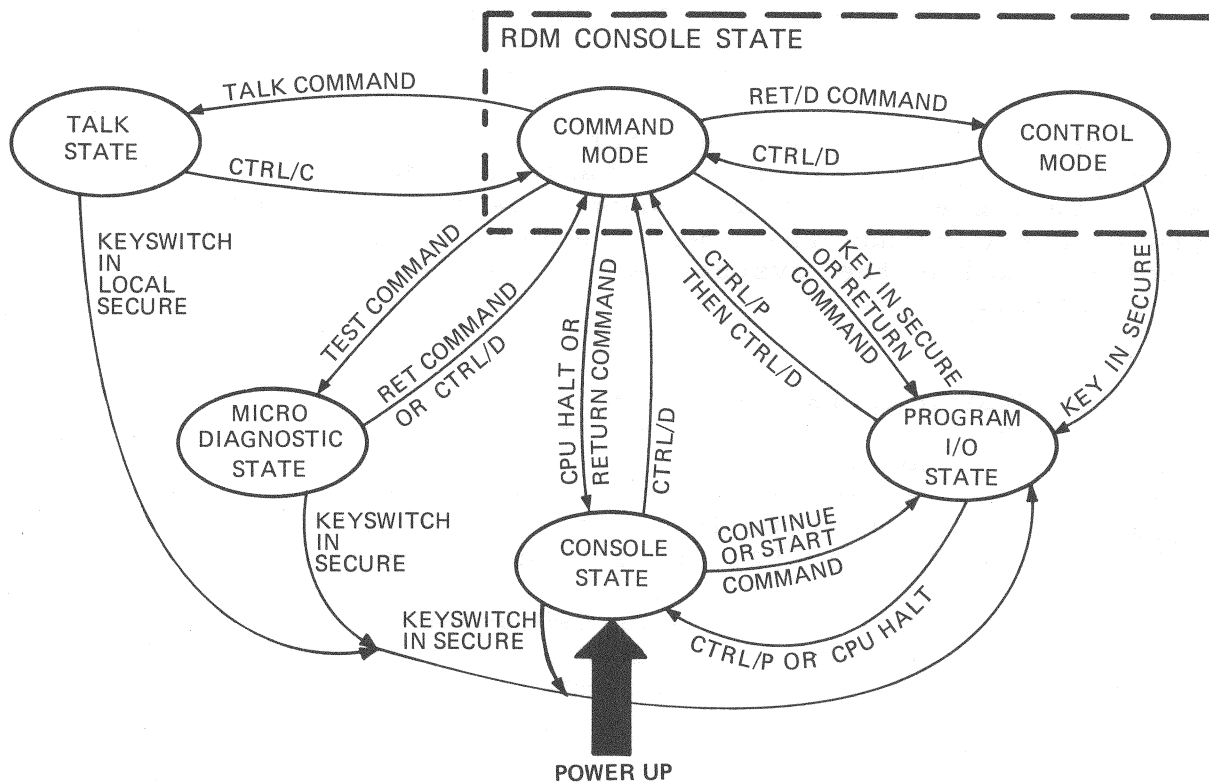 RDM CONSOLE STATE
TALK COMMAND
RET/D COMMAND
TALK
STATE
COMMAND
MODE
CONTROL
MODE
CTRL/C
CTRL/D
KEYSWITCH
IN
LOCAL
SECURE
TEST COMMAND
RET COMMAND
OR CTRL/D
CPU HALT OR
RETURN COMMAND
CTRL/D
CTRL/P
THEN CTRL/D
KEY IN SECURE
OR RETURN
COMMAND
KEY IN SECURE
MICRO
DIAGNOSTIC
STATE
PROGRAM
I/O
STATE
KEYSWITCH
IN
SECURE
CONSOLE
STATE
CONTINUE
OR START
COMMAND
KEYSWITCH
IN SECURE
CTRL/P OR CPU HALT
POWER UP